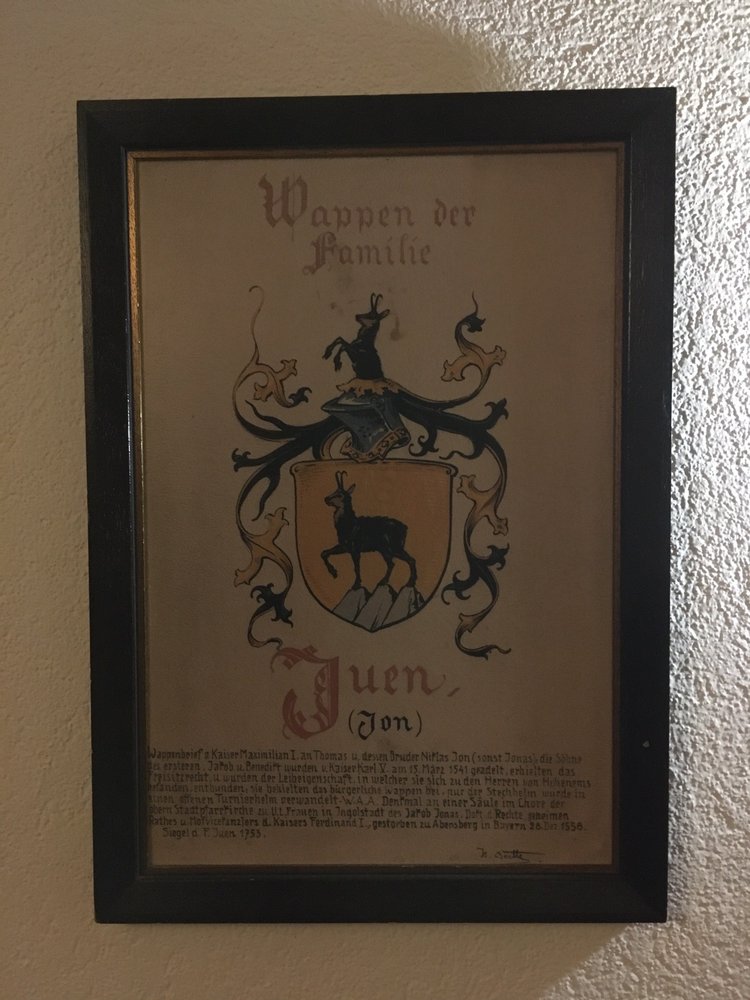 Wappen der
Familie
Juen,
(Jon)
Wappenbrief v. Kaiser Maximilian I. an Thomas u. dessen Bruder Niklas Jon (sonst Jonas); die Söhne
des ersteren, Jakob u. Benedikt wurden v. Kaiser Karl V. am 15. März 1541 geadelt, erhielten das
Freisitzrecht u. wurden der Leibeigenschaft, in welcher sie sich zu den Herren von Hohenems
befanden, entbunden; sie behielten das bürgerliche Wappen bei, nur die Stechhelm wurde in
einen offenen Turnierhelm verwandelt - W.A.A. Denkmal an einer Säule im Chore der
obern Stadtpfarrkirche zu U.L. Frauen in Ingolstadt des Jakob Jonas, Dokt. d. Rechte, geheimen
Rathes u. Hofvicekanzlers d. Kaisers Ferdinand I., gestorben zu Abensberg in Bayern 28. Dez. 1558.
Siegel d. F. Juen 1753.